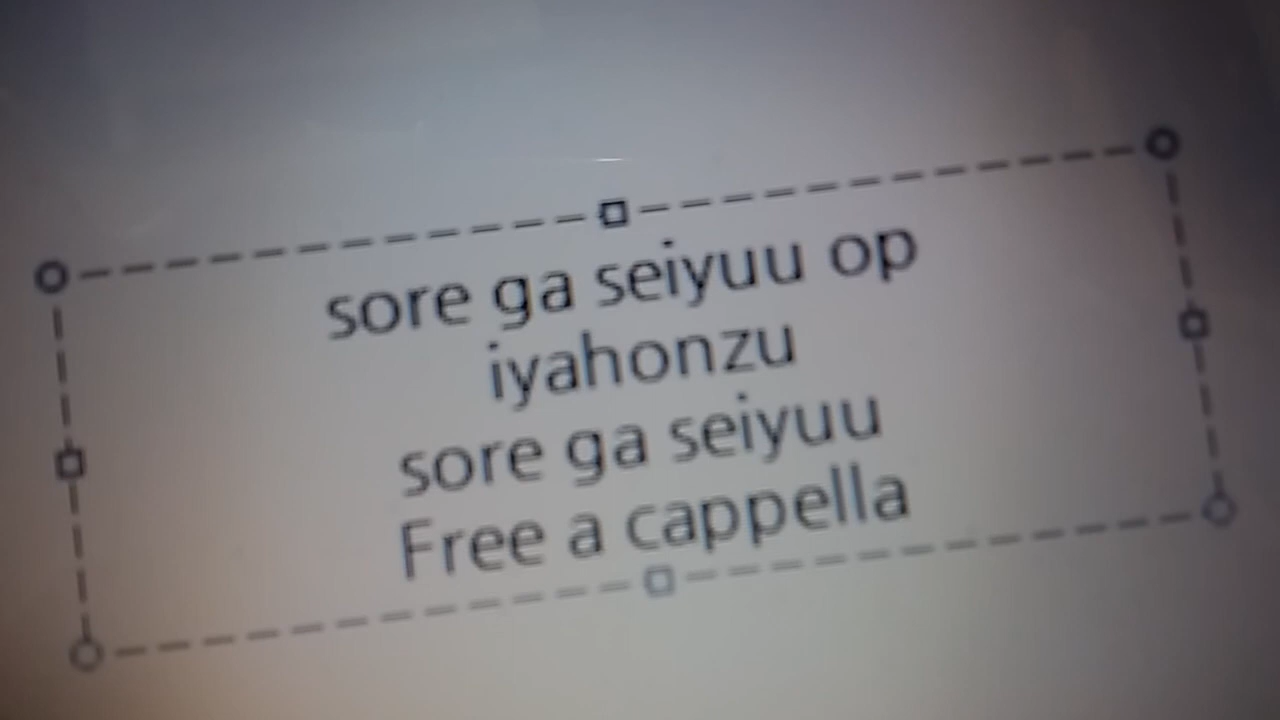 sore ga seiyuu op
iyahonzu
sore ga seiyuu
Free a cappella